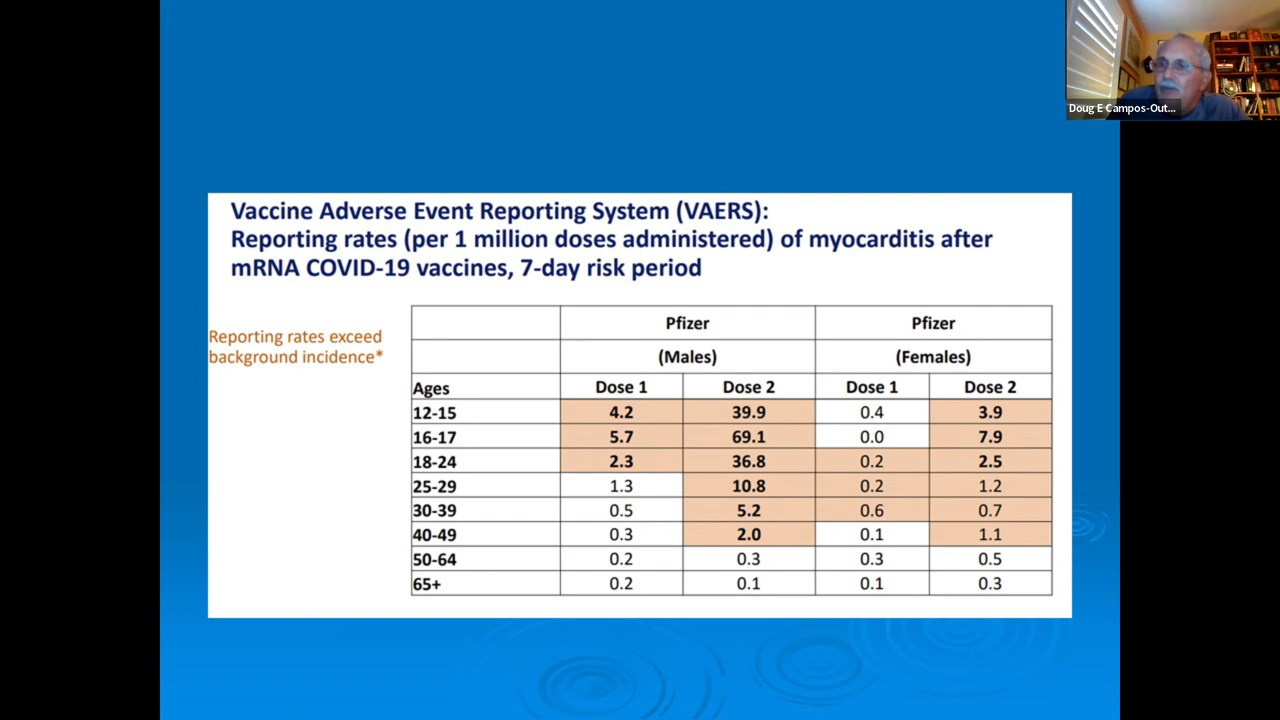 Doug E Campos-Out...
Vaccine Adverse Event Reporting System (VAERS):
Reporting rates (per 1 million doses administered) of myocarditis after
mRNA COVID-19 vaccines, 7-day risk period
Reporting rates exceed
background incidence*
Pfizer Pfizer
(Males) (Females)
Ages Dose 1 Dose 2 Dose 1 Dose 2
12-15 4.2 39.9 0.4 3.9
16-17 5.7 69.1 0.0 7.9
18-24 2.3 36.8 0.2 2.5
25-29 1.3 10.8 0.2 1.2
30-39 0.5 5.2 0.6 0.7
40-49 0.3 2.0 0.1 1.1
50-64 0.2 0.3 0.3 0.5
65+ 0.2 0.1 0.1 0.3